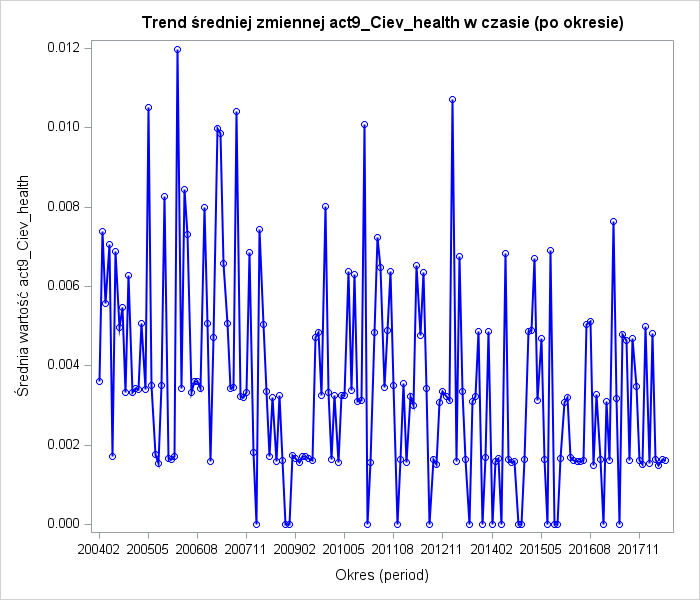 Trend średniej zmiennej act9_Ciev_health w czasie (po okresie)
Średnia wartość act9_Ciev_health
0.012
0.010
0.008
0.006
0.004
0.002
0.000
200402 200505 200608 200711 200902 201005 201108 201211 201402 201505 201608 201711
Okres (period)